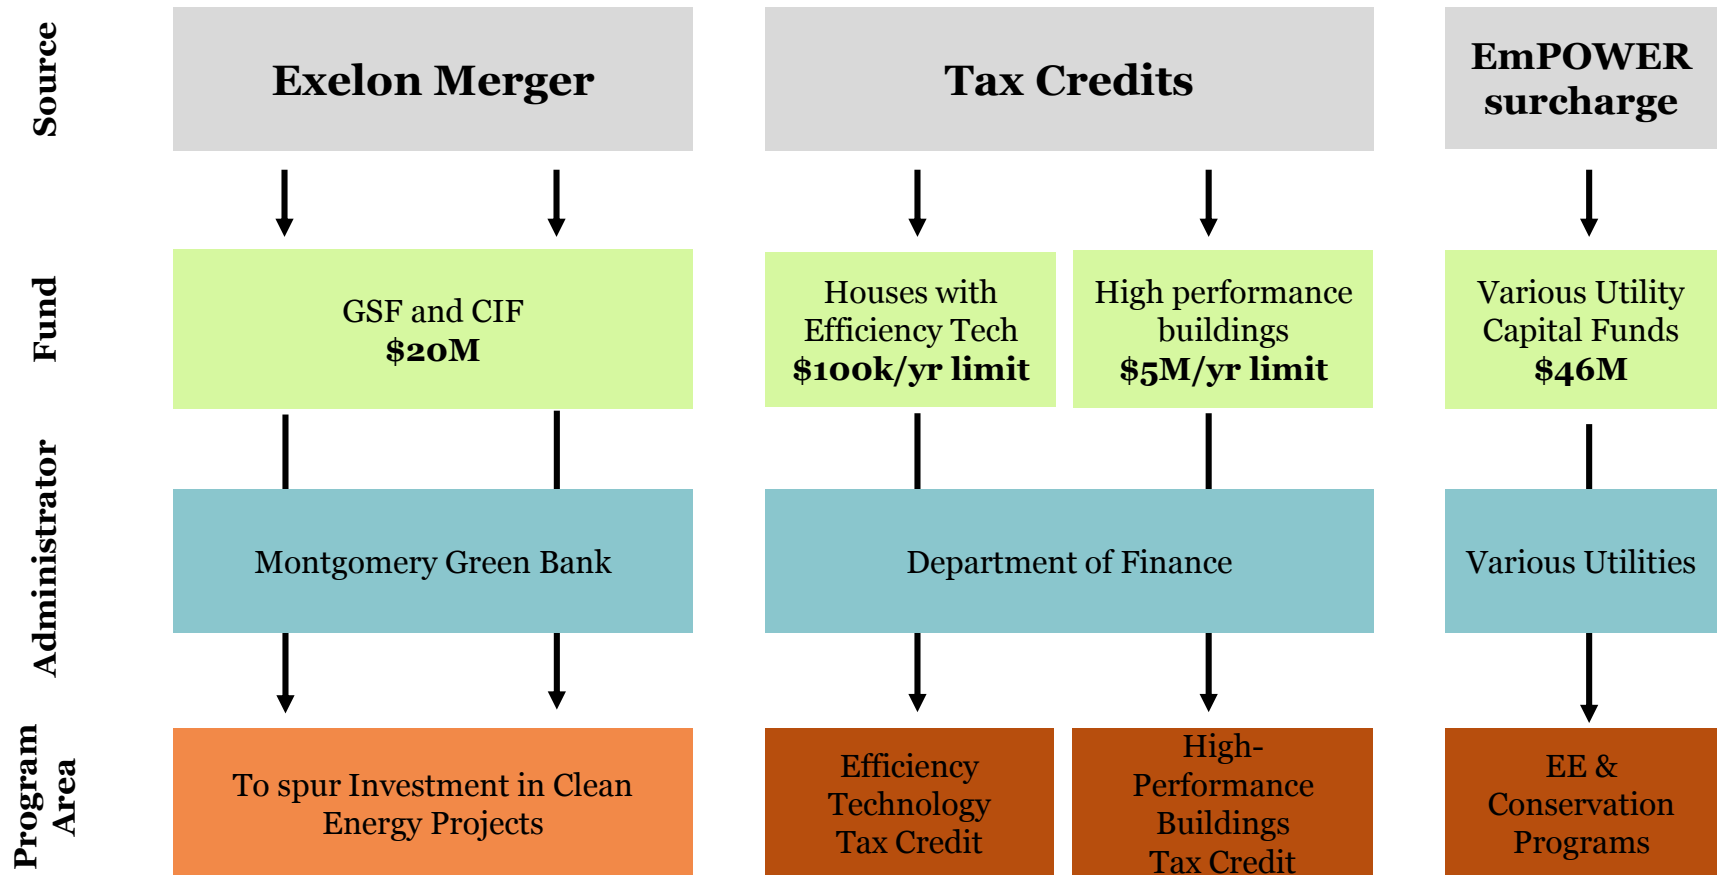 Source
Exelon Merger
Tax Credits
EmPOWER
surcharge
Fund
GSF and CIF
$20M
Houses with
Efficiency Tech
$100k/yr limit
High performance
buildings
$5M/yr limit
Various Utility
Capital Funds
$46M
Administrator
Montgomery Green Bank
Department of Finance
Various Utilities
Program
Area
To spur Investment in Clean
Energy Projects
Efficiency
Technology
Tax Credit
High-
Performance
Buildings
Tax Credit
EE &
Conservation
Programs